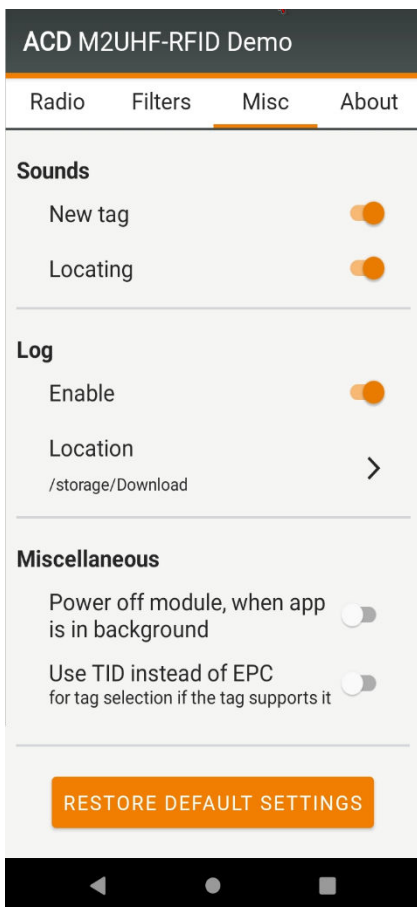 ACD M2UHF-RFID Demo
Radio Filters Misc About
Sounds
New tag
Locating
Log
Enable
Location
/storage/Download
Miscellaneous
Power off module, when app
is in background
Use TID instead of EPC
for tag selection if the tag supports it
RESTORE DEFAULT SETTINGS